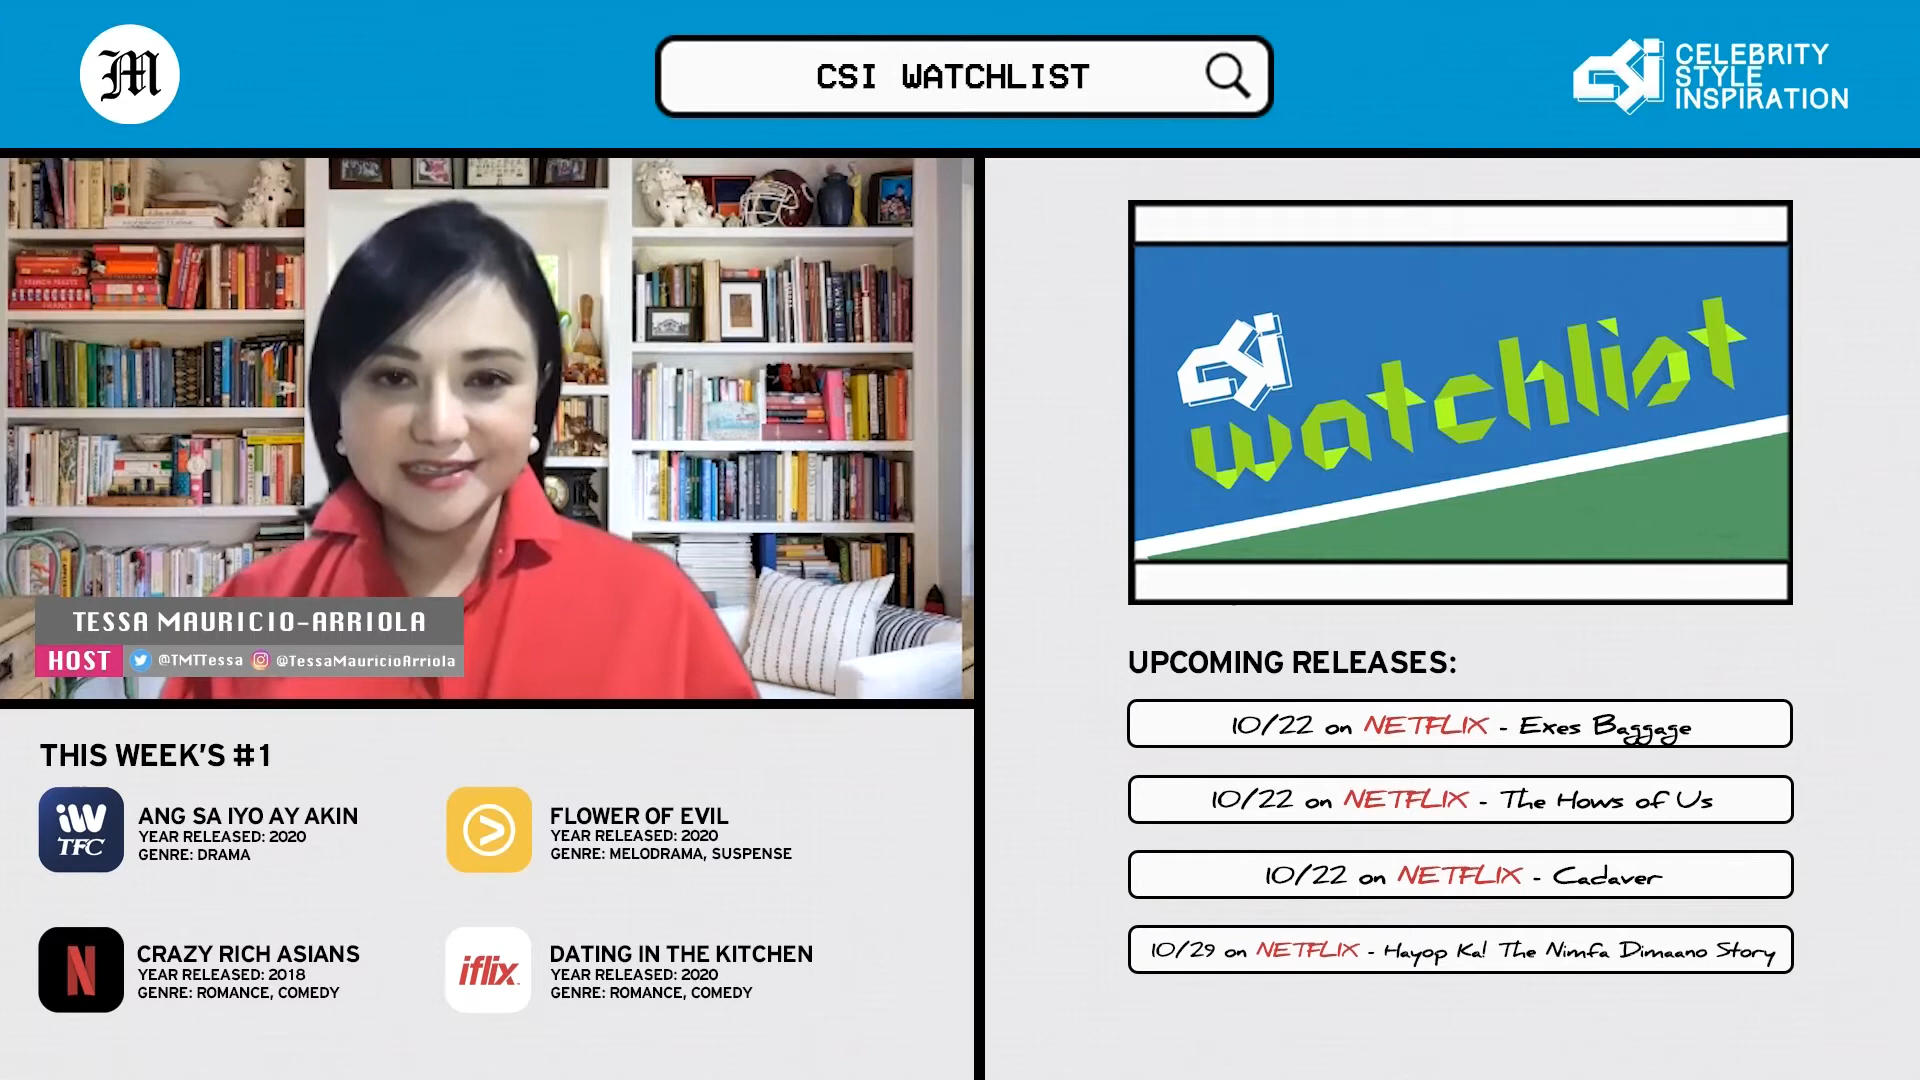 M
CSI WATCHLIST
CSI
CELEBRITY
STYLE
INSPIRATION
TESSA MAURICIO-ARRIOLA
HOST @TMTTessa @TessaMauricioArriola
CSI
watchlist
THIS WEEK'S #1
iW
TFC
ANG SA IYO AY AKIN
YEAR RELEASED: 2020
GENRE: DRAMA
FLOWER OF EVIL
YEAR RELEASED: 2020
GENRE: MELODRAMA, SUSPENSE
N
CRAZY RICH ASIANS
YEAR RELEASED: 2018
GENRE: ROMANCE, COMEDY
iflix
DATING IN THE KITCHEN
YEAR RELEASED: 2020
GENRE: ROMANCE, COMEDY
UPCOMING RELEASES:
10/22 on NETFLIX - Exes Baggage
10/22 on NETFLIX - The Hows of Us
10/22 on NETFLIX - Cadaver
10/29 on NETFLIX - Hayop Ka! The Nimfa Dimaano Story